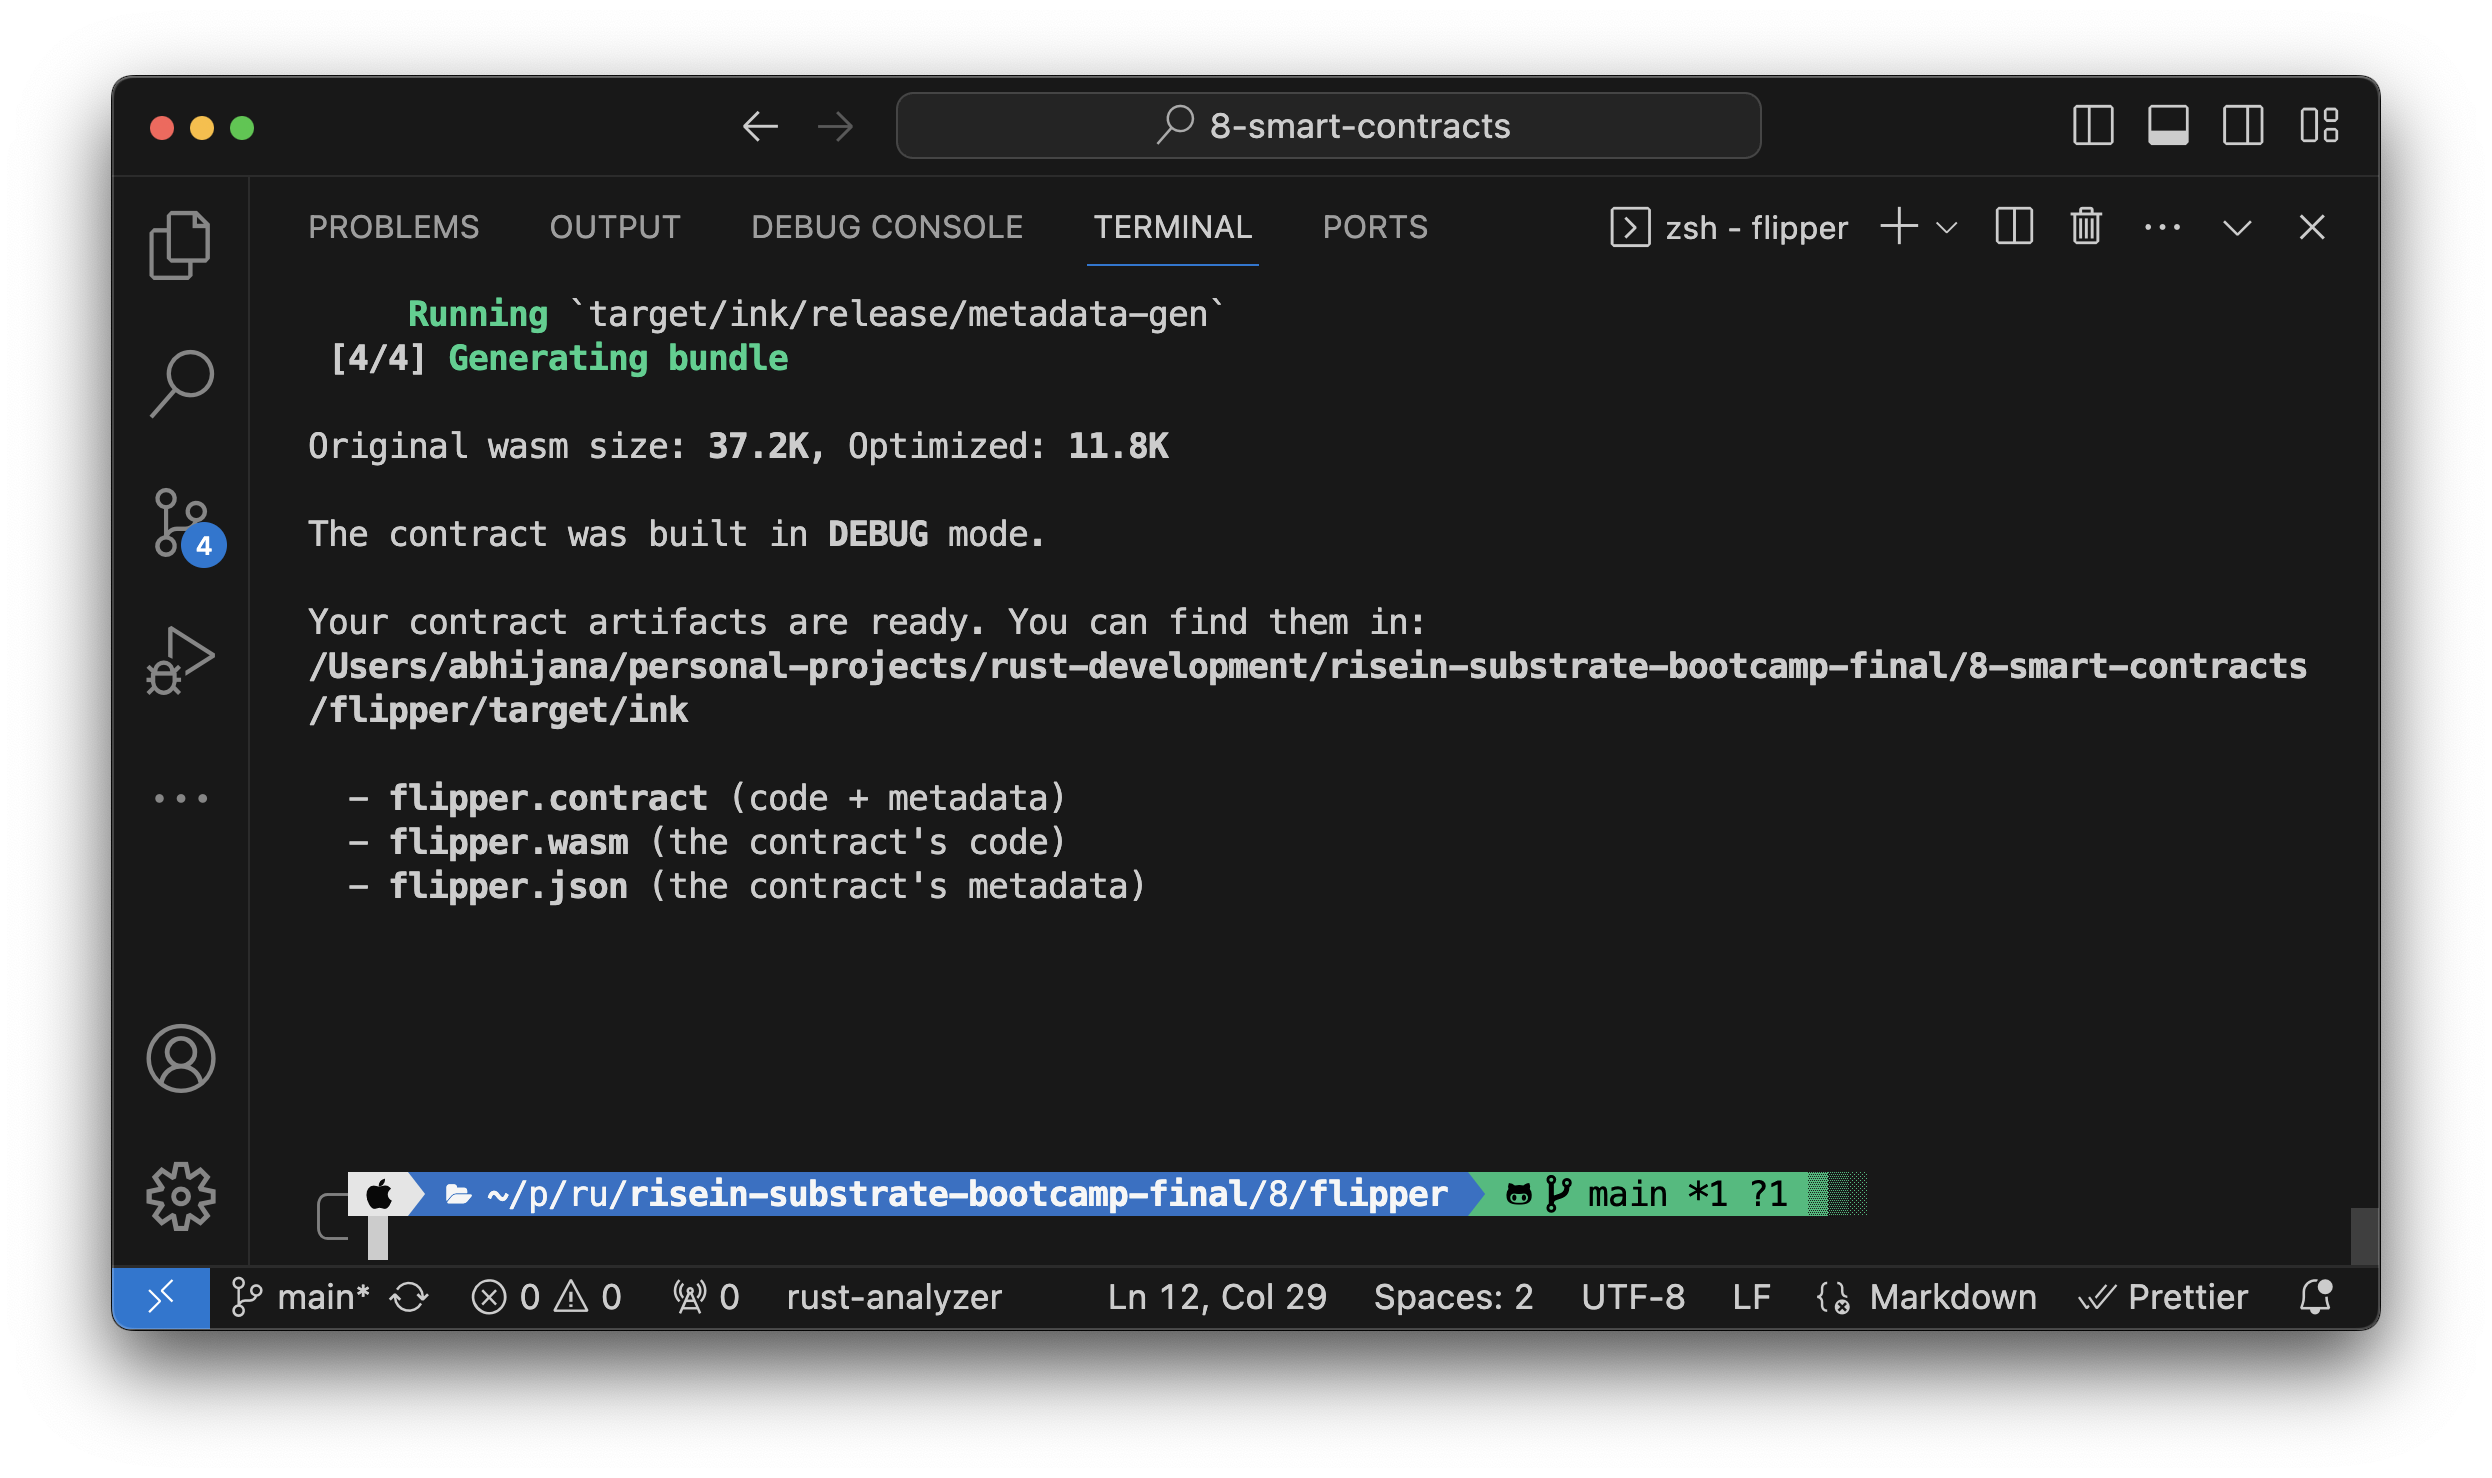 8-smart-contracts
PROBLEMS OUTPUT DEBUG CONSOLE TERMINAL PORTS zsh - flipper
Running `target/ink/release/metadata-gen`
[4/4] Generating bundle
Original wasm size: 37.2K, Optimized: 11.8K
The contract was built in DEBUG mode.
Your contract artifacts are ready. You can find them in:
/Users/abhijana/personal-projects/rust-development/risein-substrate-bootcamp-final/8-smart-contracts
/flipper/target/ink
- flipper.contract (code + metadata)
- flipper.wasm (the contract's code)
- flipper.json (the contract's metadata)
4
~/p/ru/risein-substrate-bootcamp-final/8/flipper main *1 ?1
main* 0 0 0 rust-analyzer Ln 12, Col 29 Spaces: 2 UTF-8 LF Markdown Prettier